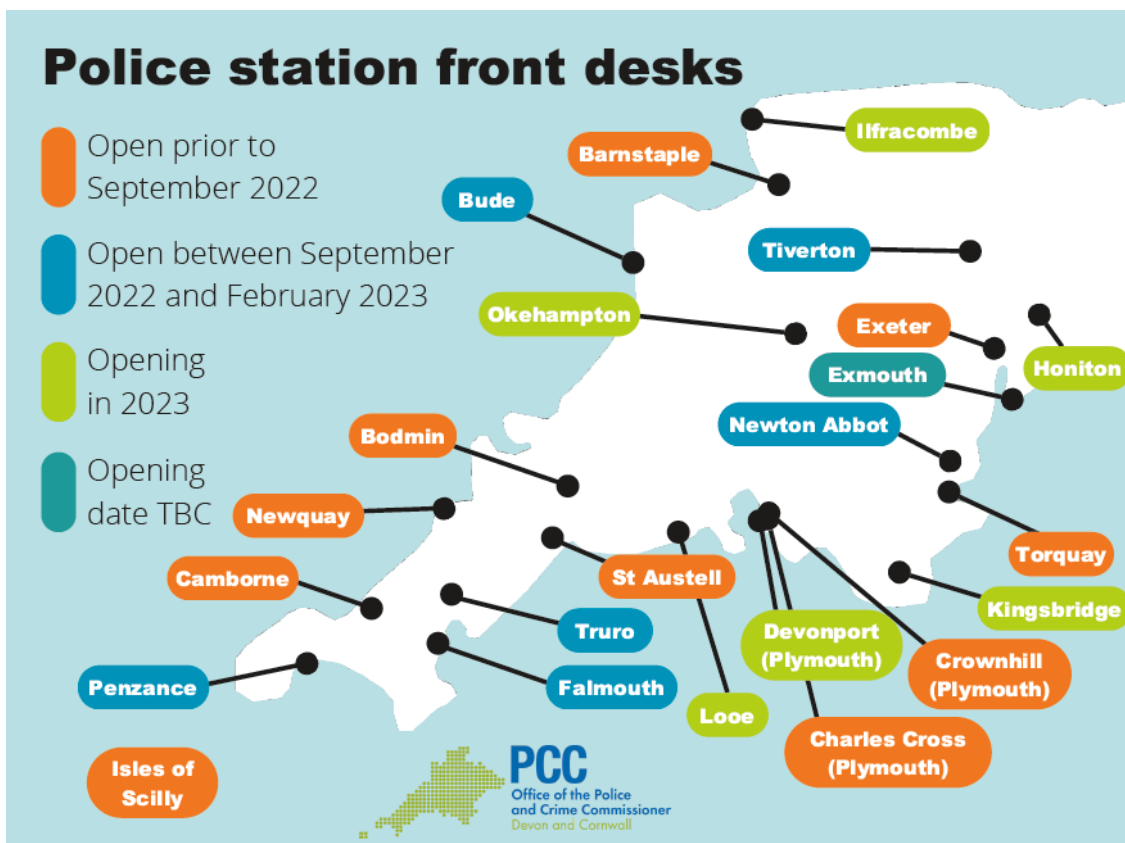 Police station front desks
Open prior to
September 2022
Open between September
2022 and February 2023
Opening
in 2023
Opening
date TBC
Ilfracombe
Barnstaple
Bude
Tiverton
Okehampton
Exeter
Exmouth
Honiton
Newton Abbot
Bodmin
Newquay
Torquay
Camborne
St Austell
Kingsbridge
Truro
Devonport
(Plymouth)
Crownhill
(Plymouth)
Penzance
Falmouth
Looe
Charles Cross
(Plymouth)
Isles of
Scilly
PCC
Office of the Police
and Crime Commissioner
Devon and Cornwall